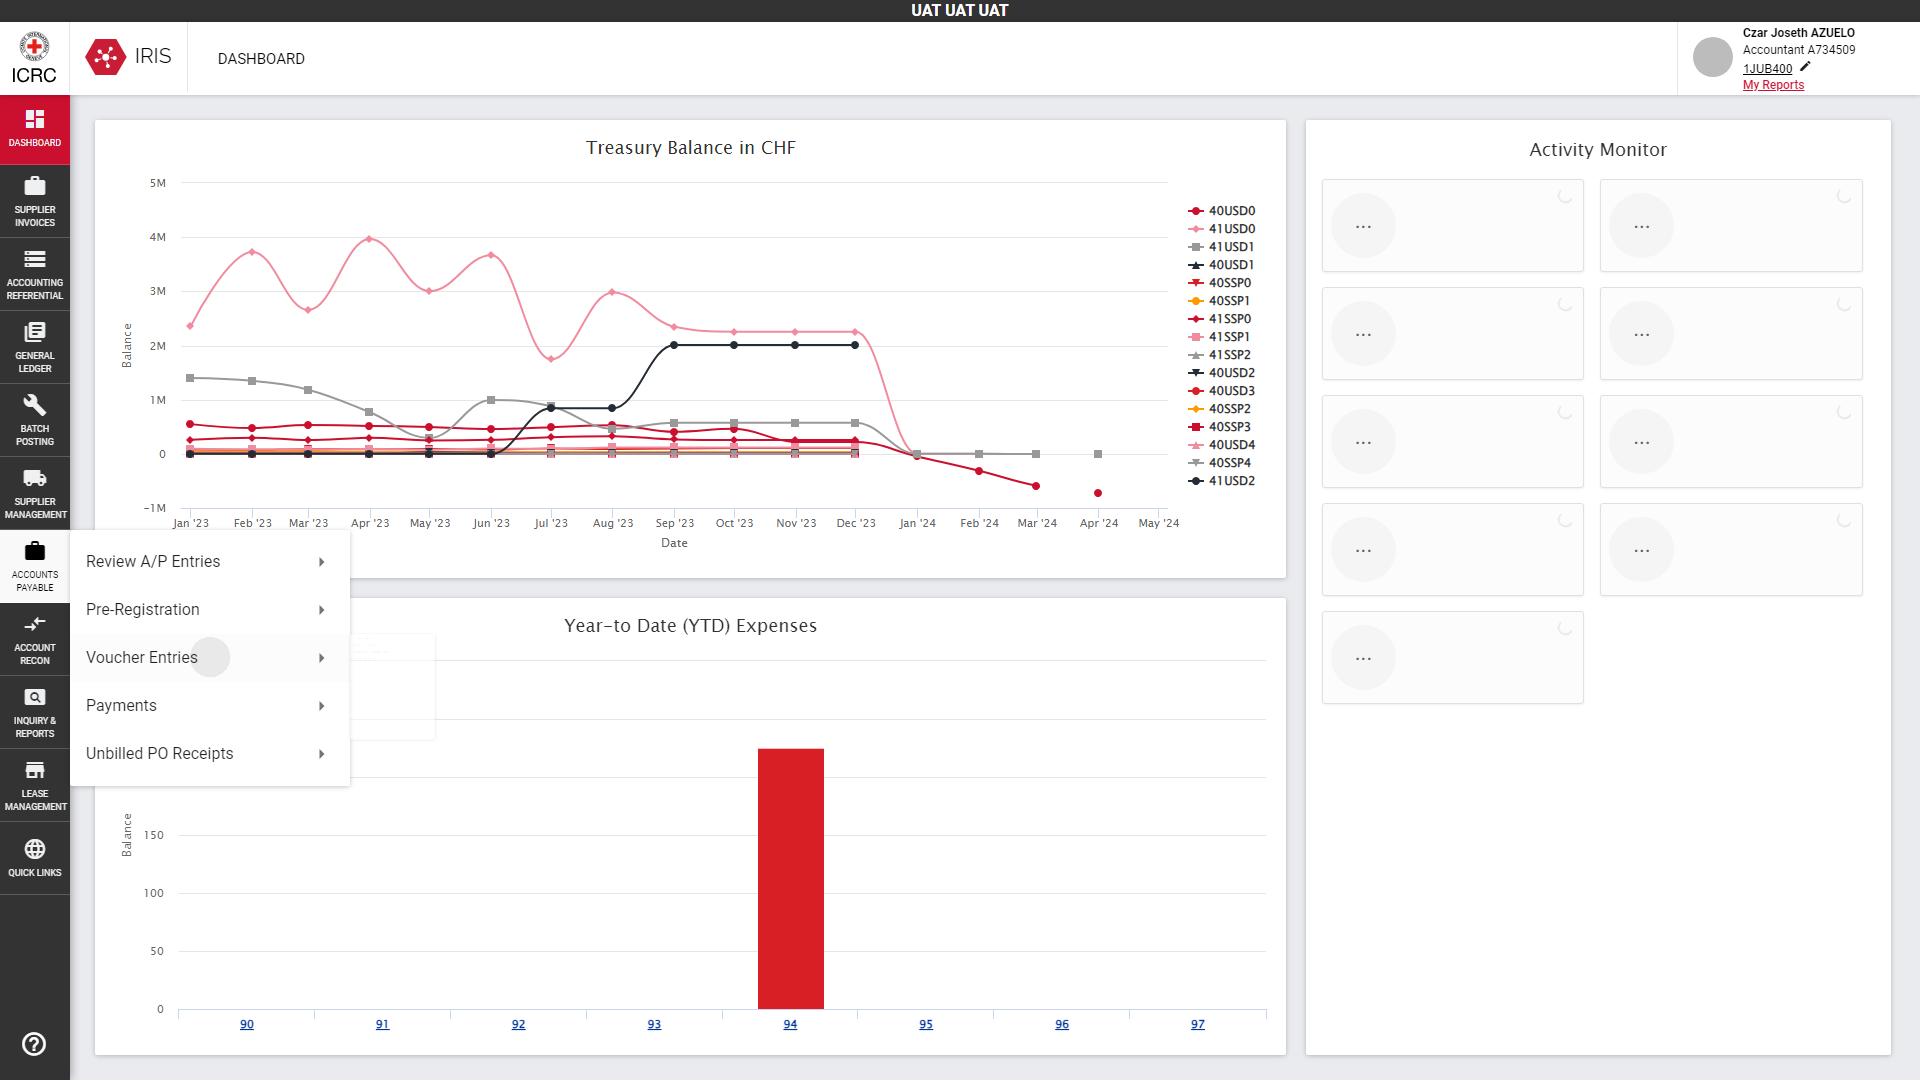 UAT UAT UAT
ICRC
IRIS
DASHBOARD
Czar Joseth AZUELO
Accountant A734509
1JUB400
My Reports
DASHBOARD
SUPPLIER
INVOICES
ACCOUNTING
REFERENTIAL
GENERAL
LEDGER
BATCH
POSTING
SUPPLIER
MANAGEMENT
ACCOUNTS
PAYABLE
ACCOUNT
RECON
INQUIRY &
REPORTS
LEASE
MANAGEMENT
QUICK LINKS
Review A/P Entries
Pre-Registration
Voucher Entries
Payments
Unbilled PO Receipts
Treasury Balance in CHF
5M
4M
3M
2M
1M
0
-1M
Balance
Jan '23 Feb '23 Mar '23 Apr '23 May '23 Jun '23 Jul '23 Aug '23 Sep '23 Oct '23 Nov '23 Dec '23 Jan '24 Feb '24 Mar '24 Apr '24 May '24
Date
40USD0
41USD0
41USD1
40USD1
40SSP0
40SSP1
41SSP0
41SSP1
41SSP2
40USD2
40USD3
40SSP2
40SSP3
40USD4
40SSP4
41USD2
Year-to Date (YTD) Expenses
Balance
150
100
50
0
90 91 92 93 94 95 96 97
Activity Monitor
... ...
... ...
... ...
... ...
...